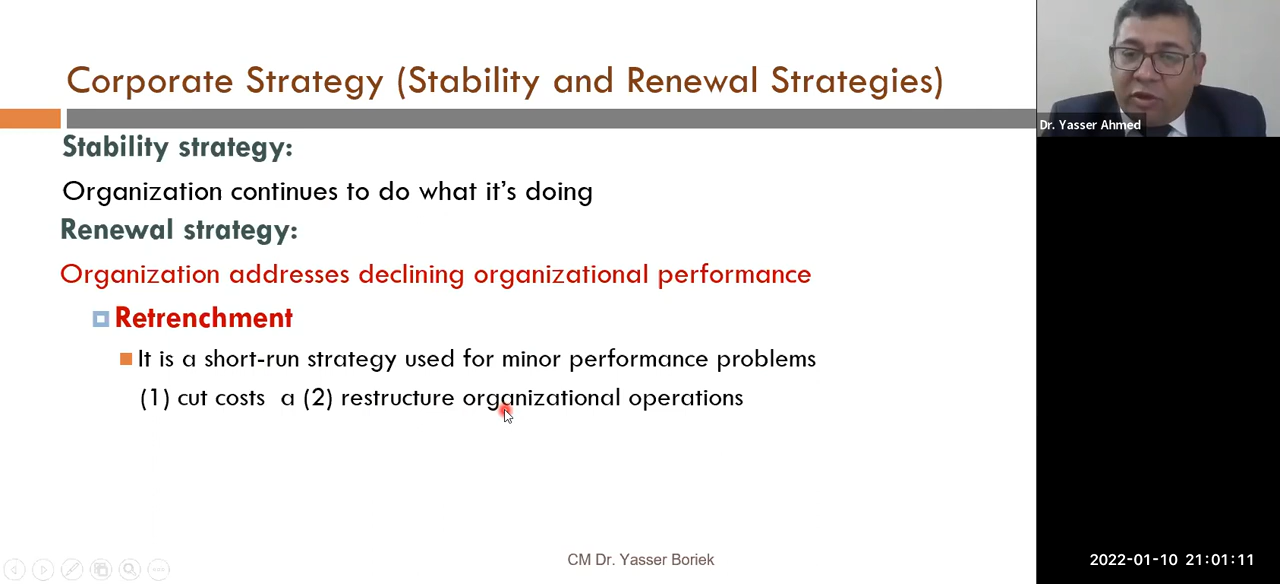 Corporate Strategy (Stability and Renewal Strategies)
Dr. Yasser Ahmed
Stability strategy:
Organization continues to do what it's doing
Renewal strategy:
Organization addresses declining organizational performance
Retrenchment
It is a short-run strategy used for minor performance problems
(1) cut costs a (2) restructure organizational operations
CM Dr. Yasser Boriek
2022-01-10 21:01:11